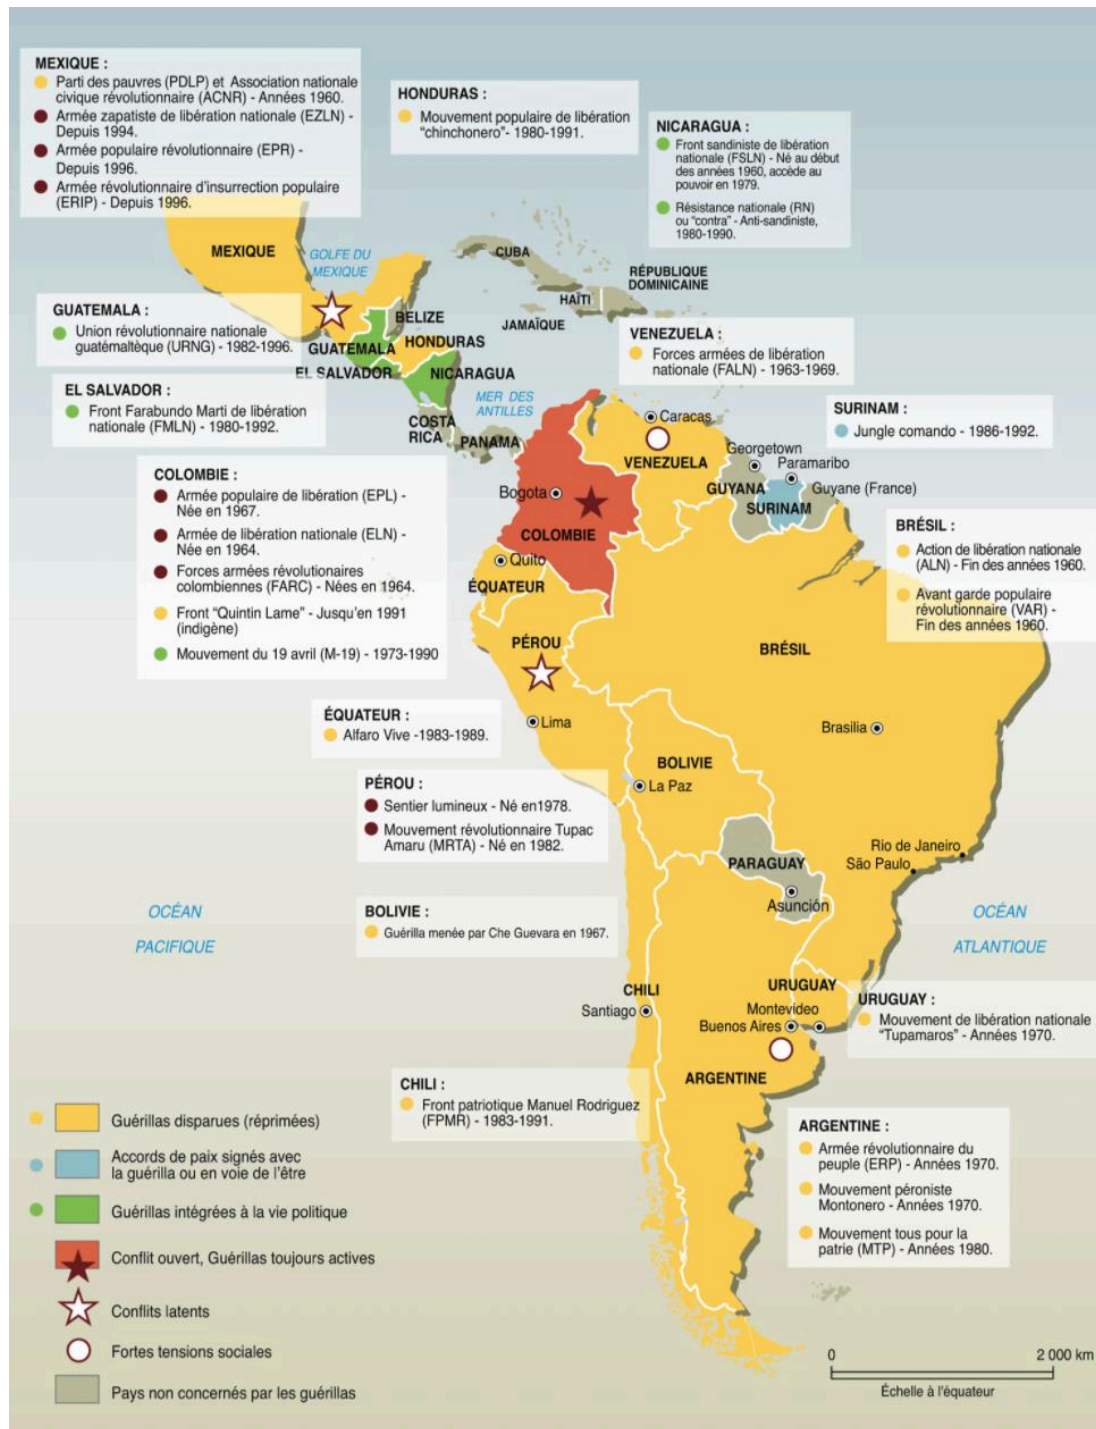 MEXIQUE :
Parti des pauvres (PDLP) et Association nationale
civique révolutionnaire (ACNR) - Années 1960.
Armée zapatiste de libération nationale (EZLN) -
Depuis 1994.
Armée populaire révolutionnaire (EPR) -
Depuis 1996.
Armée révolutionnaire d'insurrection populaire
(ERIP) - Depuis 1996.
HONDURAS :
Mouvement populaire de libération
"chinchonero"- 1980-1991.
NICARAGUA :
Front sandiniste de libération
nationale (FSLN) - Né au début
des années 1960, accède au
pouvoir en 1979.
Résistance nationale (RN)
ou "contra" - Anti-sandiniste,
1980-1990.
MEXIQUE
GOLFE DU
MEXIQUE
CUBA
RÉPUBLIQUE
DOMINICAINE
HAÏTI
JAMAÏQUE
BELIZE
GUATEMALA
HONDURAS
EL SALVADOR
NICARAGUA
MER DES
ANTILLES
COSTA
RICA
PANAMA
GUATEMALA :
Union révolutionnaire nationale
guatémaltèque (URNG) - 1982-1996.
EL SALVADOR :
Front Farabundo Marti de libération
nationale (FMLN) - 1980-1992.
VENEZUELA :
Forces armées de libération
nationale (FALN) - 1963-1969.
SURINAM :
Jungle comando - 1986-1992.
COLOMBIE :
Armée populaire de libération (EPL) -
Née en 1967.
Armée de libération nationale (ELN) -
Née en 1964.
Forces armées révolutionaires
colombiennes (FARC) - Nées en 1964.
Front "Quintin Lame" - Jusqu'en 1991
(indigène)
Mouvement du 19 avril (M-19) - 1973-1990
Caracas
VENEZUELA
Georgetown
Paramaribo
GUYANA
SURINAM
Guyane (France)
Bogota
COLOMBIE
Quito
ÉQUATEUR
PÉROU
BRÉSIL
BRÉSIL :
Action de libération nationale
(ALN) - Fin des années 1960.
Avant garde populaire
révolutionnaire (VAR) -
Fin des années 1960.
ÉQUATEUR :
Alfaro Vive -1983-1989.
Lima
Brasilia
BOLIVIE
La Paz
PÉROU :
Sentier lumineux - Né en1978.
Mouvement révolutionnaire Tupac
Amaru (MRTA) - Né en 1982.
PARAGUAY
Asunción
Rio de Janeiro
São Paulo
BOLIVIE :
Guérilla menée par Che Guevara en 1967.
OCÉAN
PACIFIQUE
OCÉAN
ATLANTIQUE
CHILI
Santiago
URUGUAY
Montevideo
Buenos Aires
ARGENTINE
URUGUAY :
Mouvement de libération nationale
"Tupamaros" - Années 1970.
CHILI :
Front patriotique Manuel Rodriguez
(FPMR) - 1983-1991.
ARGENTINE :
Armée révolutionnaire du
peuple (ERP) - Années 1970.
Mouvement péroniste
Montonero - Années 1970.
Mouvement tous pour la
patrie (MTP) - Années 1980.
Guérillas disparues (réprimées)
Accords de paix signés avec
la guérilla ou en voie de l'être
Guérillas intégrées à la vie politique
Conflit ouvert, Guérillas toujours actives
Conflits latents
Fortes tensions sociales
Pays non concernés par les guérillas
0 2 000 km
Échelle à l'équateur